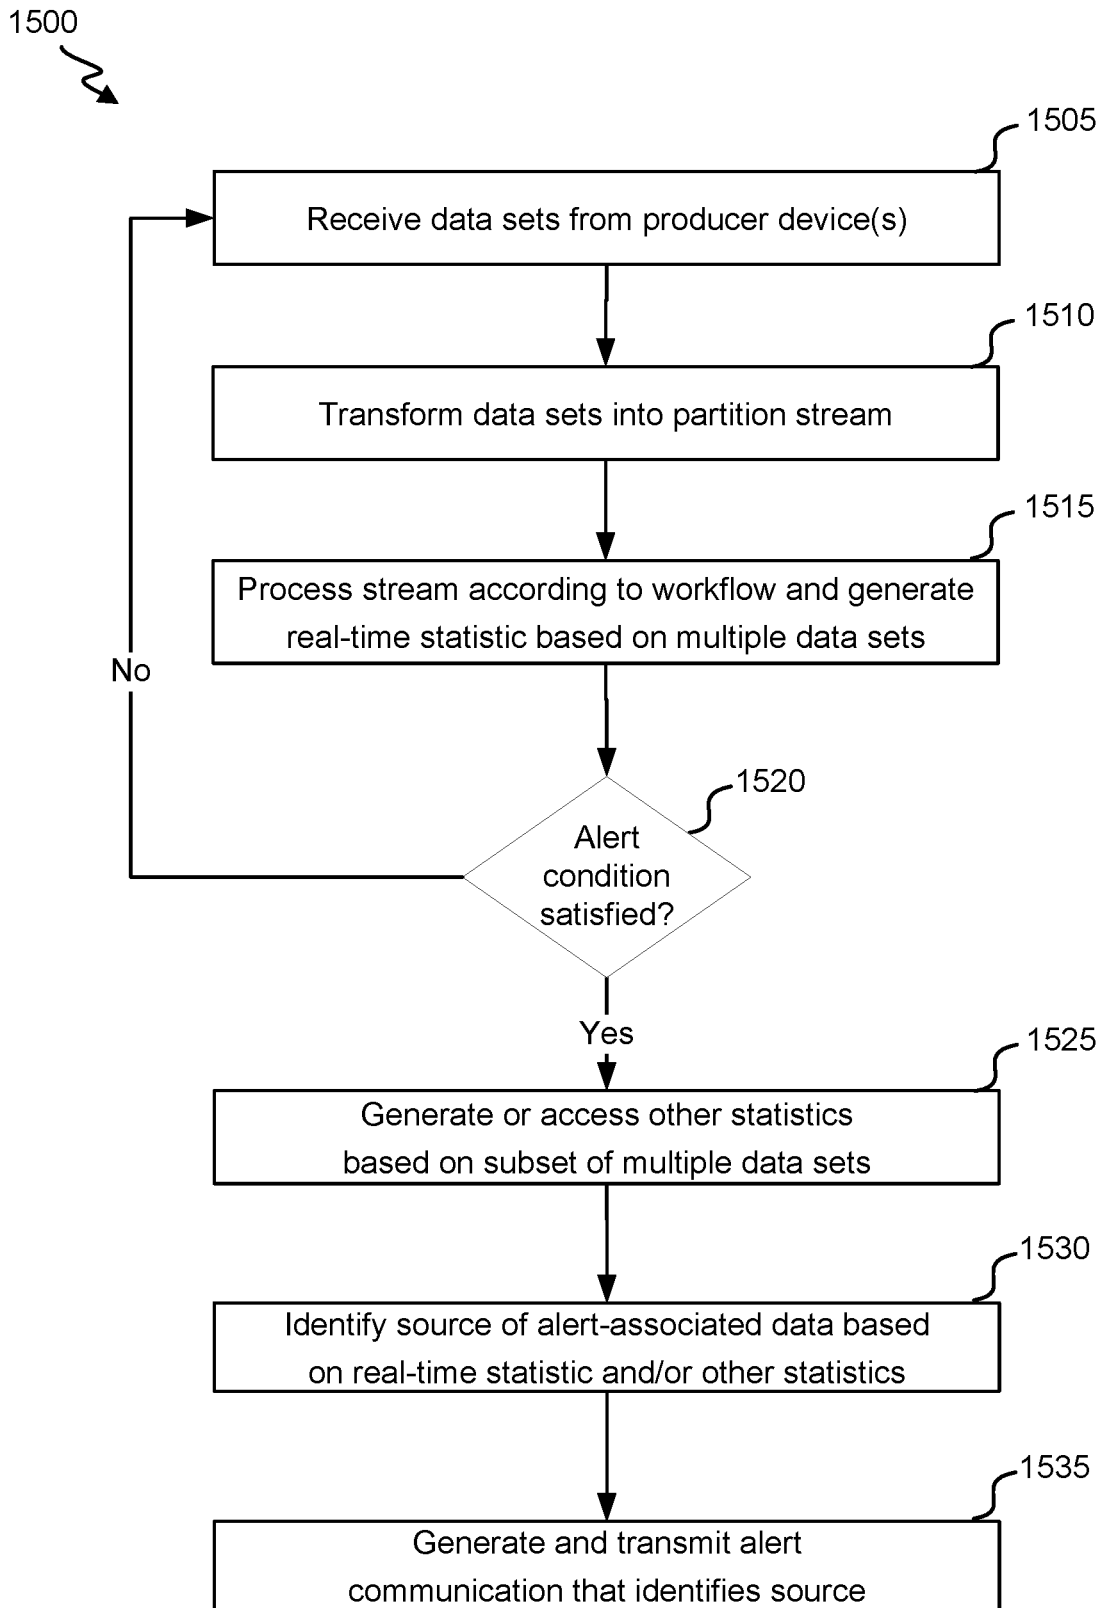 1500
1505
Receive data sets from producer device(s)
1510
Transform data sets into partition stream
1515
Process stream according to workflow and generate
real-time statistic based on multiple data sets
No
1520
Alert
condition
satisfied?
Yes
1525
Generate or access other statistics
based on subset of multiple data sets
1530
Identify source of alert-associated data based
on real-time statistic and/or other statistics
1535
Generate and transmit alert
communication that identifies source